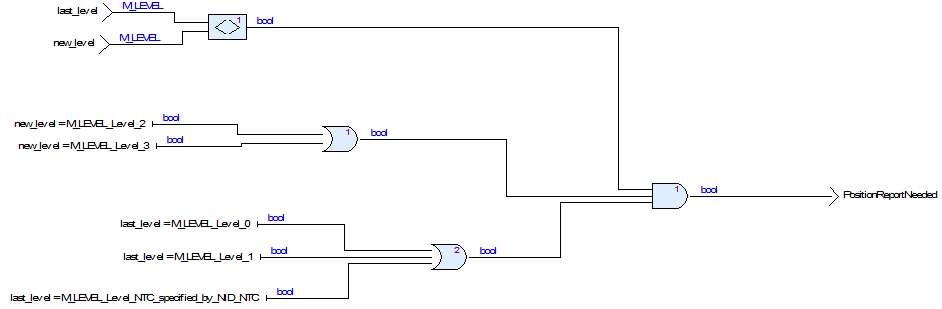 last_level M_LEVEL
<> 1 bool
new_level M_LEVEL
new_level = M_LEVEL_Level_2 bool
1 bool
new_level = M_LEVEL_Level_3 bool
1 bool PositionReportNeeded
last_level = M_LEVEL_Level_0 bool
last_level = M_LEVEL_Level_1 bool
2 bool
last_level = M_LEVEL_Level_NTC_specified_by_NID_NTC bool